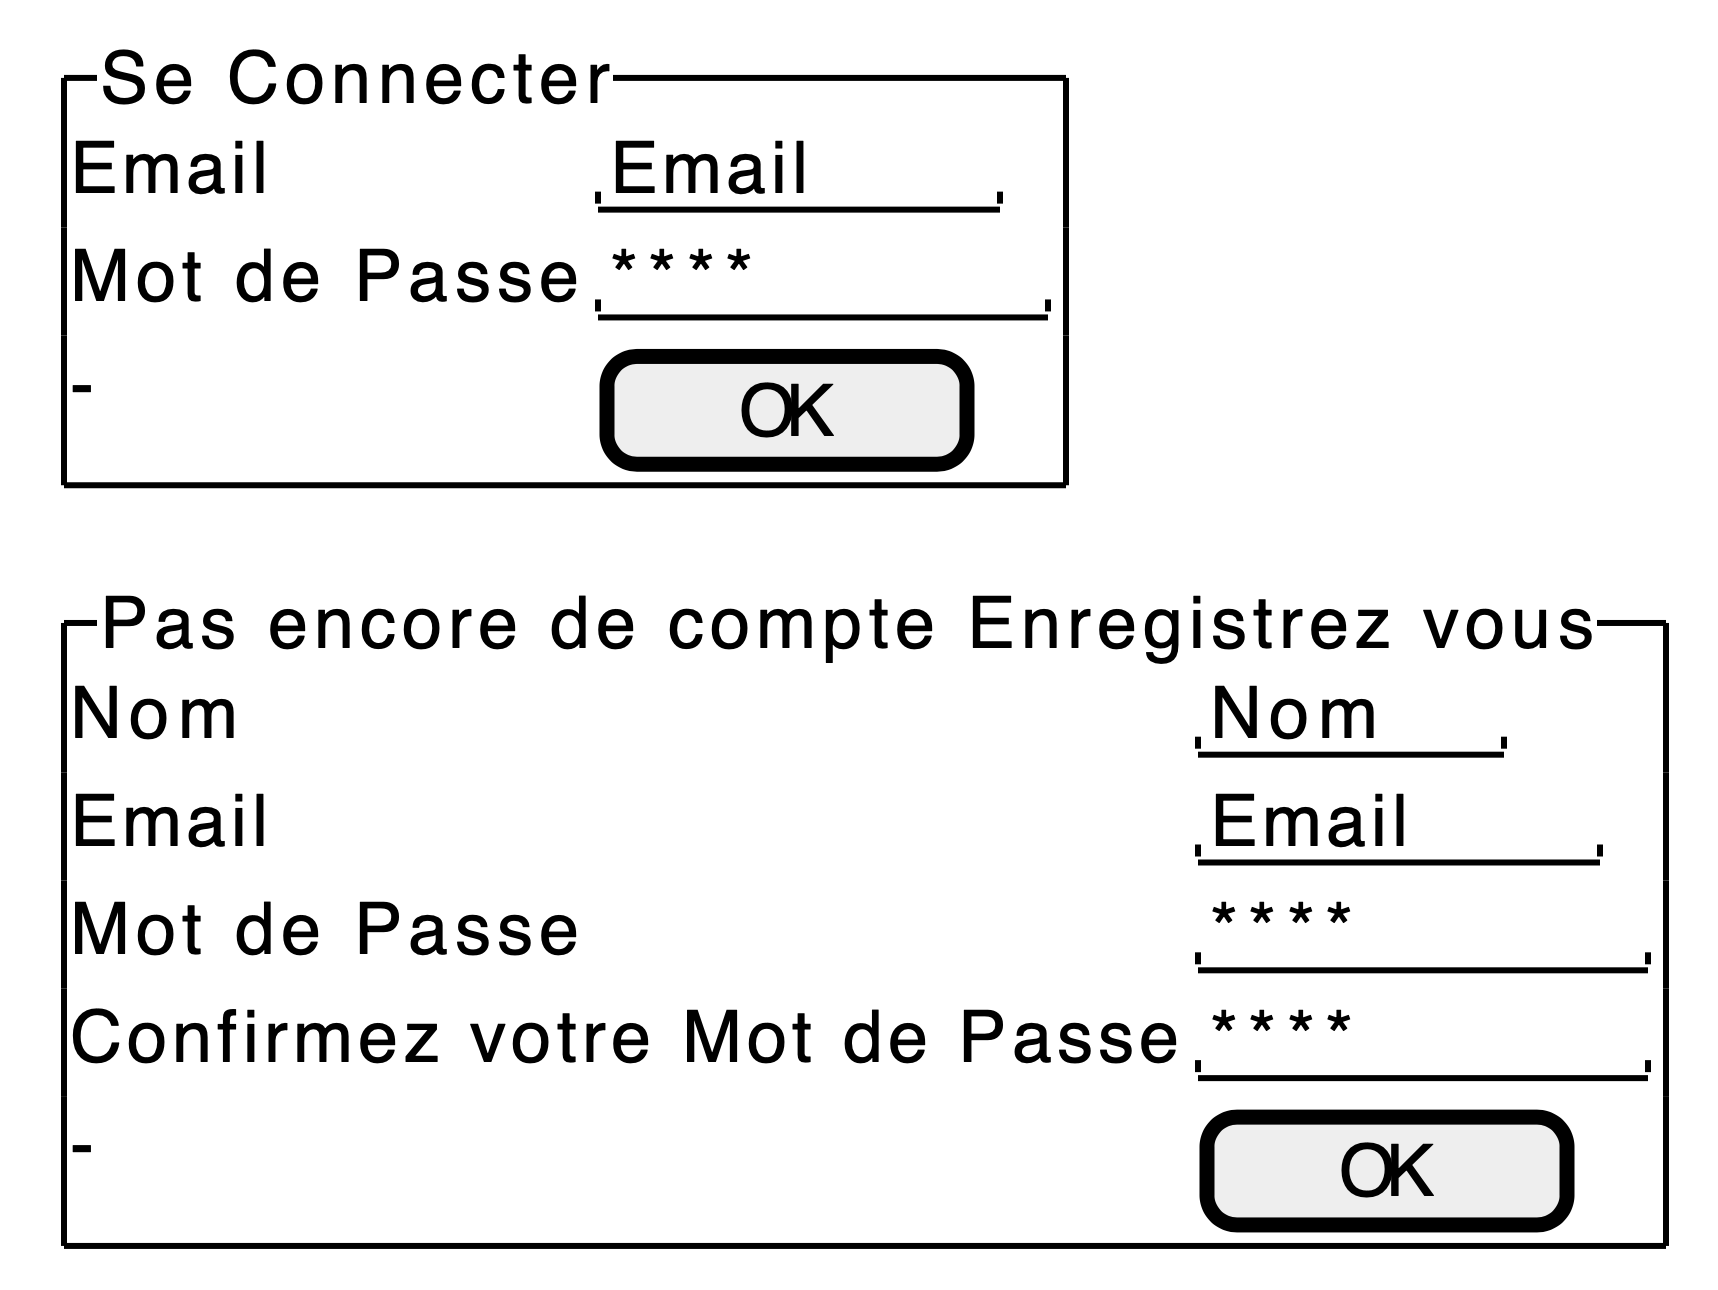 Se Connecter
Email Email
Mot de Passe ****
- OK
Pas encore de compte Enregistrez vous
Nom Nom
Email Email
Mot de Passe ****
Confirmez votre Mot de Passe ****
- OK